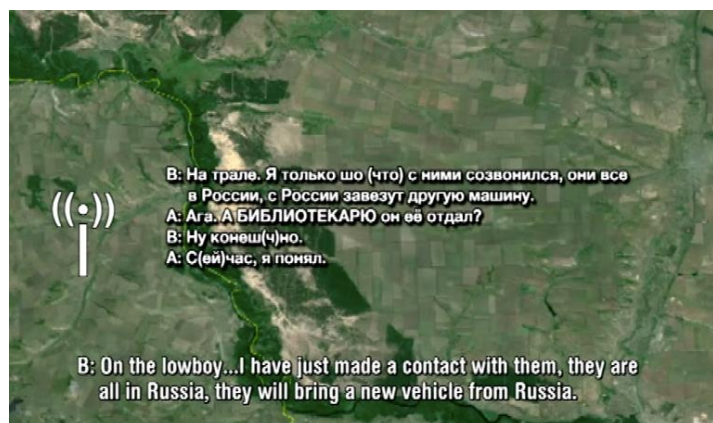 В: На трале. Я только шо (что) с ними созвонился, они все
в России, с России завезут другую машину.
А: Ага. А БИБЛИОТЕКАРЮ он её отдал?
В: Ну конеш(ч)но.
А: С(ей)час, я понял.
B: On the lowboy...I have just made a contact with them, they are
all in Russia, they will bring a new vehicle from Russia.